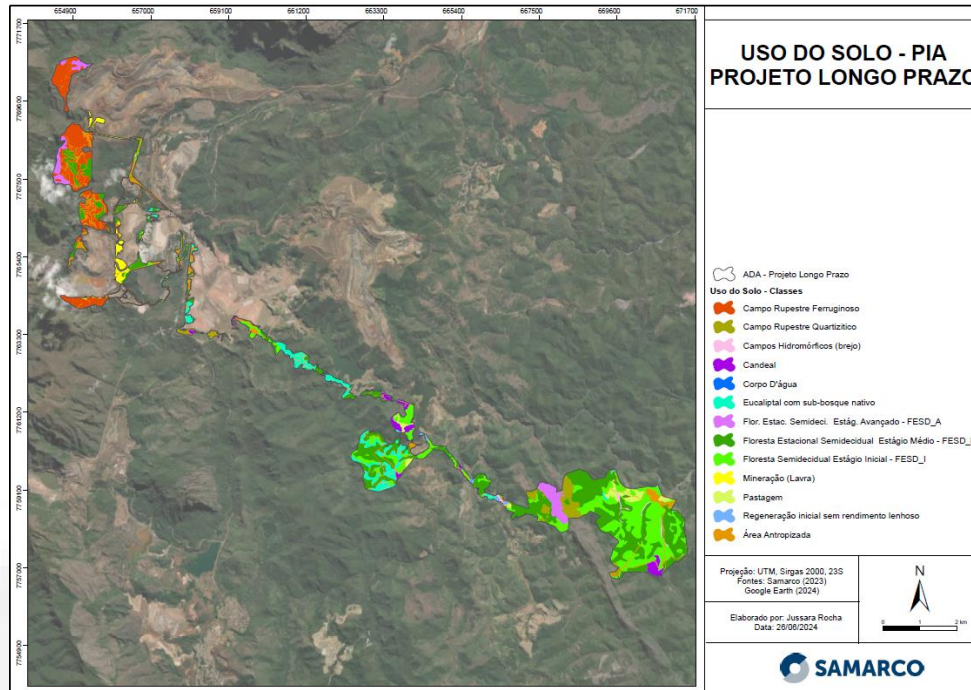 654900 657000 659100 661200 663300 665400 667500 669600 671700
7771700
7769600
7767500
7765400
7763300
7761200
7759100
7757000
7754900
USO DO SOLO - PIA
PROJETO LONGO PRAZO
ADA - Projeto Longo Prazo
Uso do Solo - Classes
Campo Rupestre Ferruginoso
Campo Rupestre Quartizitico
Campos Hidromórficos (brejo)
Candeal
Corpo D'água
Eucaliptal com sub-bosque nativo
Flor. Estac. Semideci. Estág. Avançado - FESD_A
Floresta Estacional Semidecidual Estágio Médio - FESD_
Floresta Semidecidual Estágio Inicial - FESD_I
Mineração (Lavra)
Pastagem
Regeneração inicial sem rendimento lenhoso
Área Antropizada
Projeção: UTM, Sirgas 2000, 23S
Fontes: Samarco (2023)
Google Earth (2024)
Elaborado por: Jussara Rocha
Data: 26/06/2024
N
0 1 2 km
SAMARCO